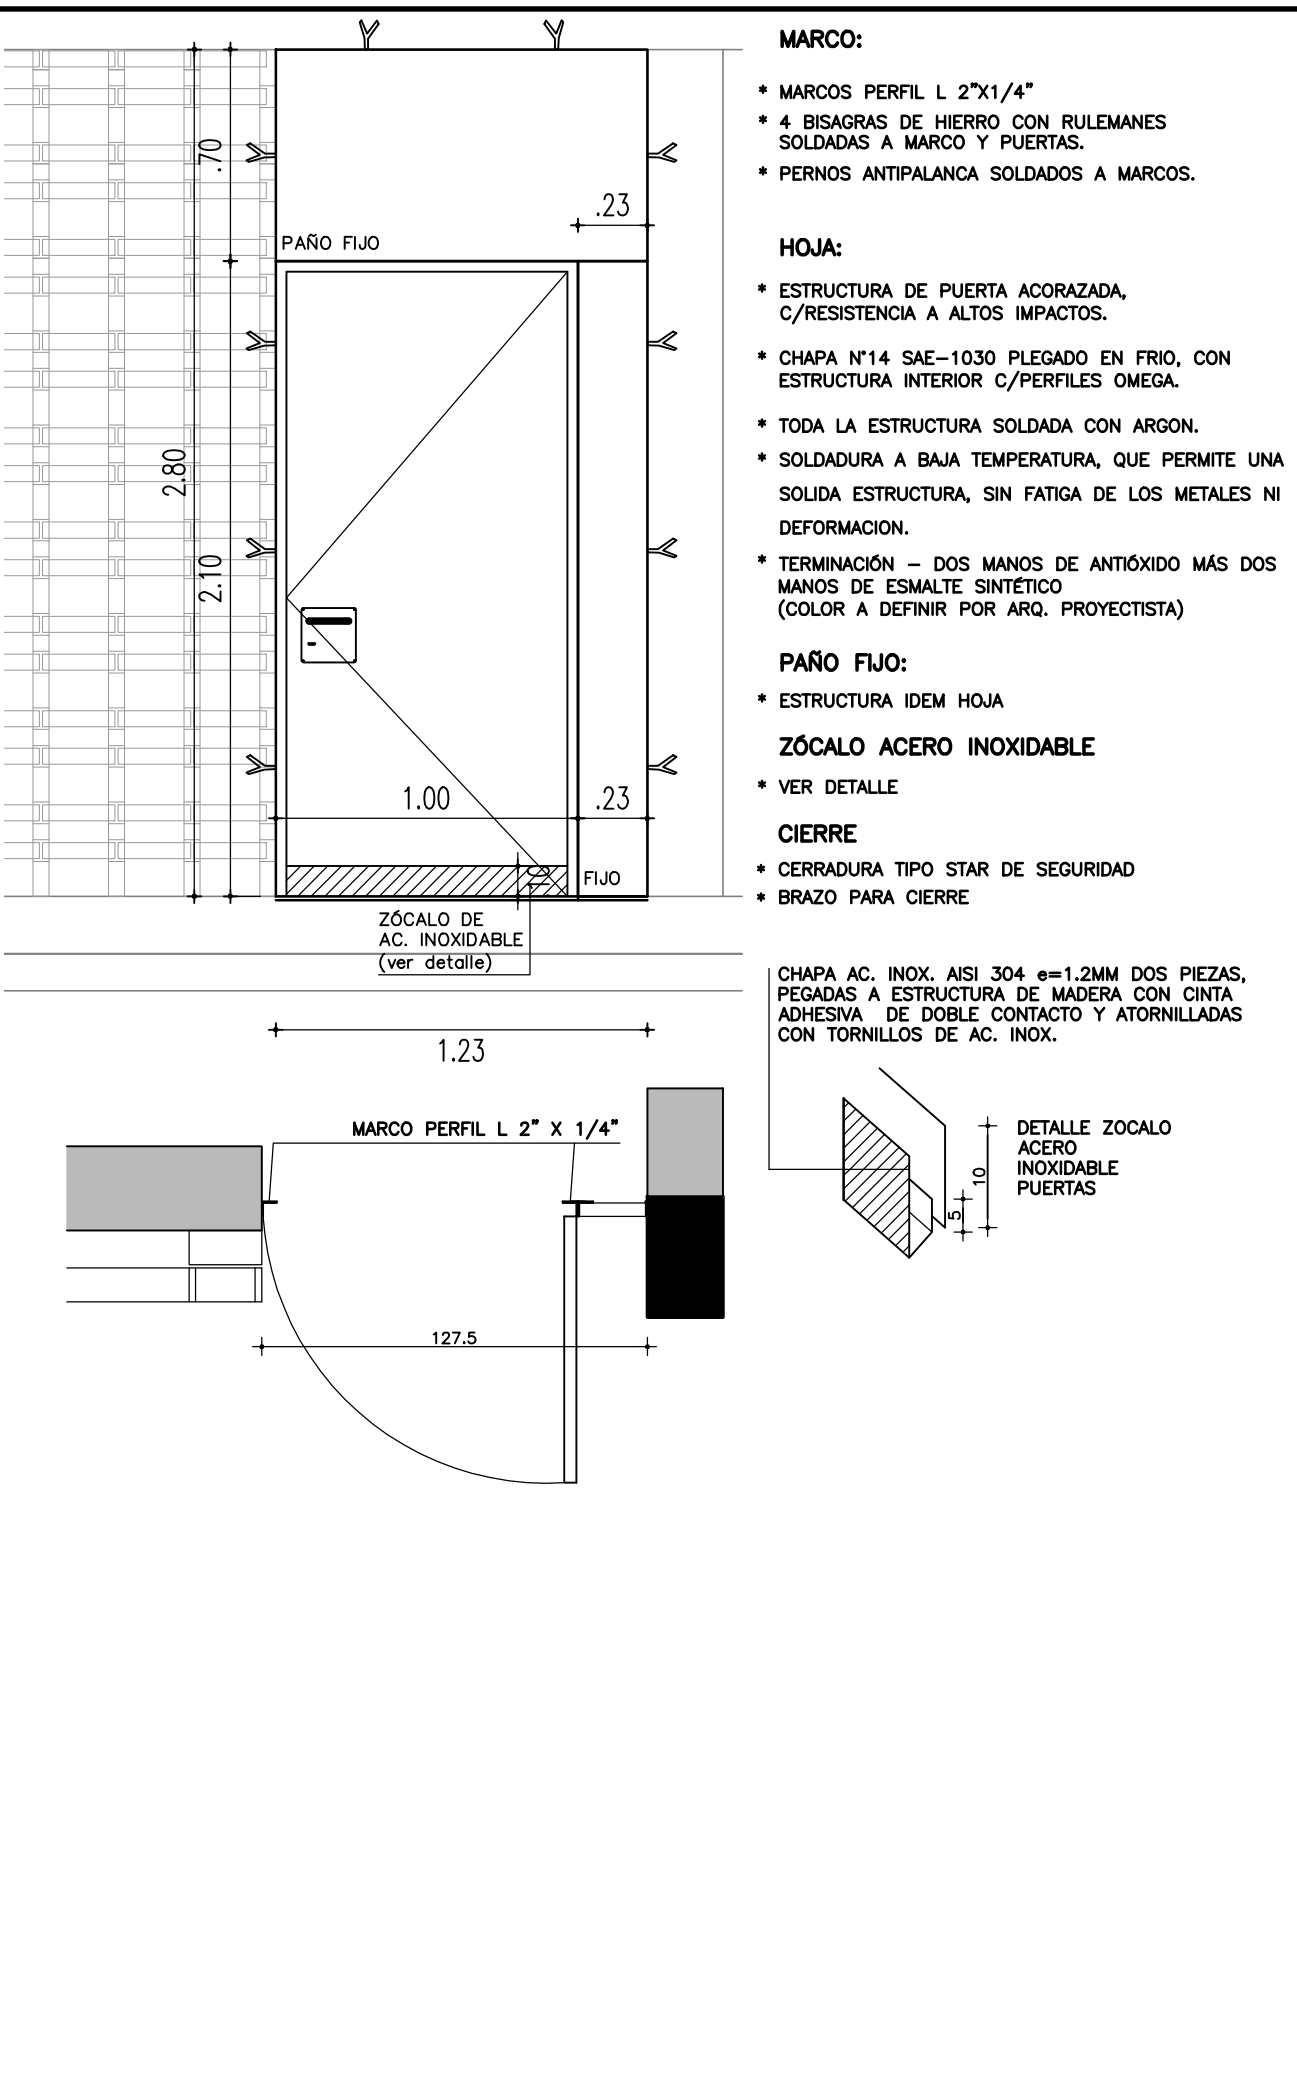 .70
.23
PAÑO FIJO
2.80
2.10
1.00
.23
10
FIJO
ZÓCALO DE
AC. INOXIDABLE
(ver detalle)
1.23
MARCO PERFIL L 2" X 1/4"
127.5
MARCO:
* MARCOS PERFIL L 2"X1/4"
* 4 BISAGRAS DE HIERRO CON RULEMANES
SOLDADAS A MARCO Y PUERTAS.
* PERNOS ANTIPALANCA SOLDADOS A MARCOS.
HOJA:
* ESTRUCTURA DE PUERTA ACORAZADA,
C/RESISTENCIA A ALTOS IMPACTOS.
* CHAPA N°14 SAE-1030 PLEGADO EN FRIO, CON
ESTRUCTURA INTERIOR C/PERFILES OMEGA.
* TODA LA ESTRUCTURA SOLDADA CON ARGON.
* SOLDADURA A BAJA TEMPERATURA, QUE PERMITE UNA
SOLIDA ESTRUCTURA, SIN FATIGA DE LOS METALES NI
DEFORMACION.
* TERMINACIÓN - DOS MANOS DE ANTIÓXIDO MÁS DOS
MANOS DE ESMALTE SINTÉTICO
(COLOR A DEFINIR POR ARQ. PROYECTISTA)
PAÑO FIJO:
* ESTRUCTURA IDEM HOJA
ZÓCALO ACERO INOXIDABLE
* VER DETALLE
CIERRE
* CERRADURA TIPO STAR DE SEGURIDAD
* BRAZO PARA CIERRE
CHAPA AC. INOX. AISI 304 e=1.2MM DOS PIEZAS,
PEGADAS A ESTRUCTURA DE MADERA CON CINTA
ADHESIVA DE DOBLE CONTACTO Y ATORNILLADAS
CON TORNILLOS DE AC. INOX.
DETALLE ZOCALO
ACERO
INOXIDABLE
PUERTAS
10
5